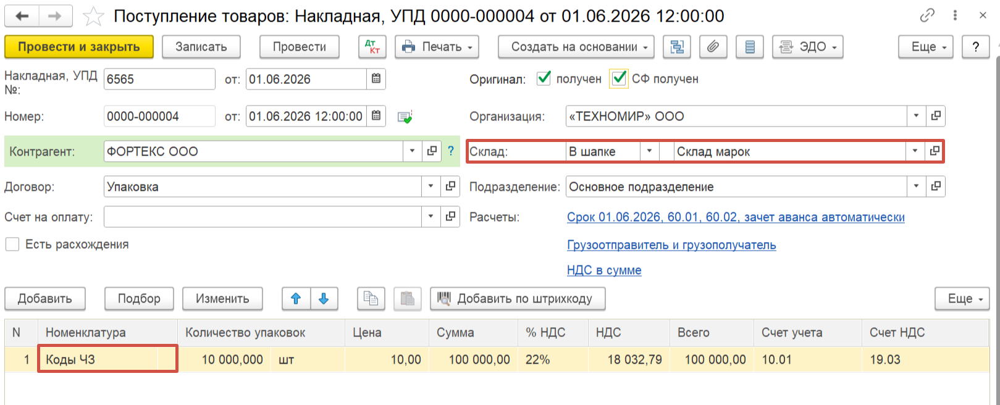 Поступление товаров: Накладная, УПД 0000-000004 от 01.06.2026 12:00:00
Провести и закрыть Записать Провести Дт Кт Печать Создать на основании ЭДО Еще ?
Накладная, УПД №: 6565 от: 01.06.2026 Оригинал: получен СФ получен
Номер: 0000-000004 от: 01.06.2026 12:00:00 Организация: «ТЕХНОМИР» ООО
Контрагент: ФОРТЕКС ООО ? Склад: В шапке Склад марок
Договор: Упаковка Подразделение: Основное подразделение
Счет на оплату: Расчеты: Срок 01.06.2026, 60.01, 60.02, зачет аванса автоматически
Есть расхождения Грузоотправитель и грузополучатель
НДС в сумме
Добавить Подбор Изменить Добавить по штрихкоду Еще
N Номенклатура Количество упаковок Цена Сумма % НДС НДС Всего Счет учета Счет НДС
1 Коды ЧЗ 10 000,000 шт 10,00 100 000,00 22% 18 032,79 100 000,00 10.01 19.03